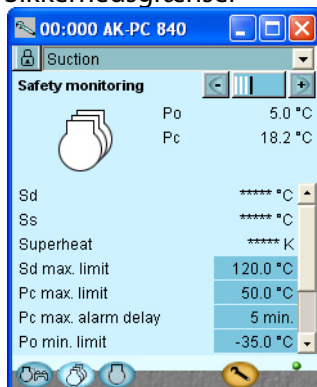 Sikkerhedsgrænser
00:000 AK-PC 840
Suction
Safety monitoring
Po 5.0 °C
Pc 18.2 °C
Sd ***** °C
Ss ***** °C
Superheat ***** K
Sd max. limit 120.0 °C
Pc max. limit 50.0 °C
Pc max. alarm delay 5 min.
Po min. limit -35.0 °C